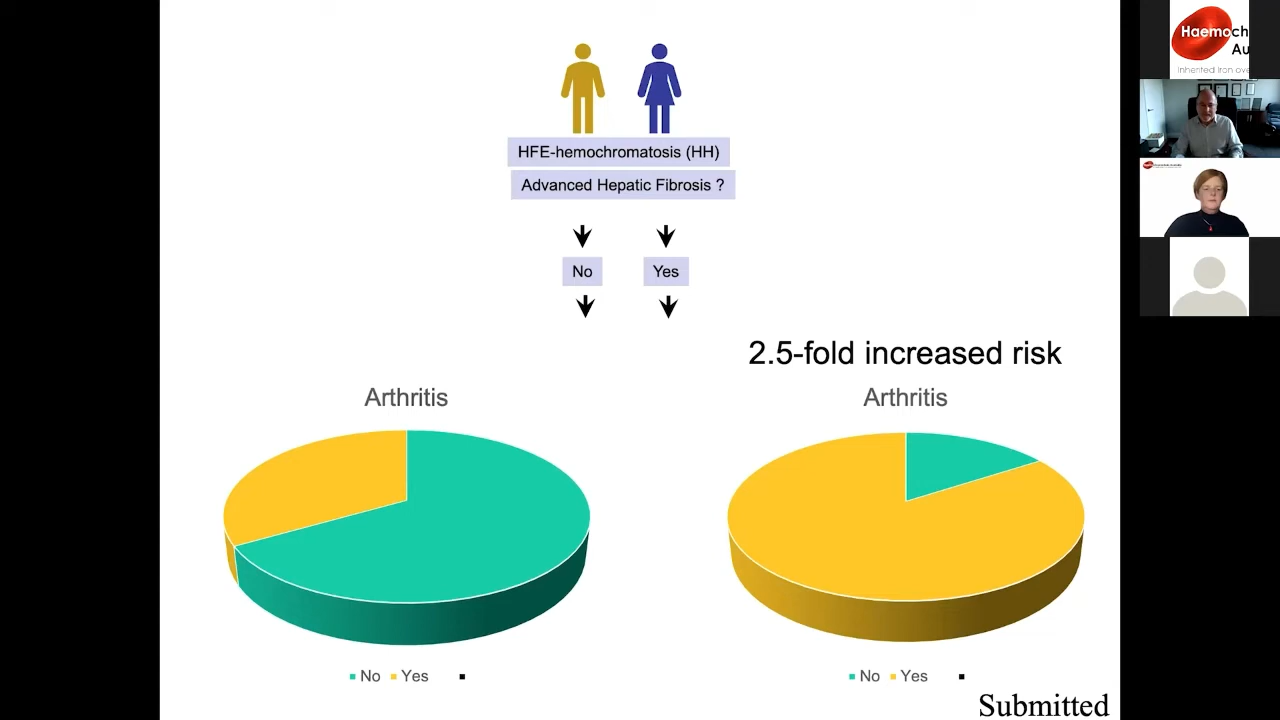 HFE-hemochromatosis (HH)
Advanced Hepatic Fibrosis ?
No Yes
2.5-fold increased risk
Arthritis Arthritis
No Yes No Yes
Submitted
Haemoch
Au
Inherited iron ove